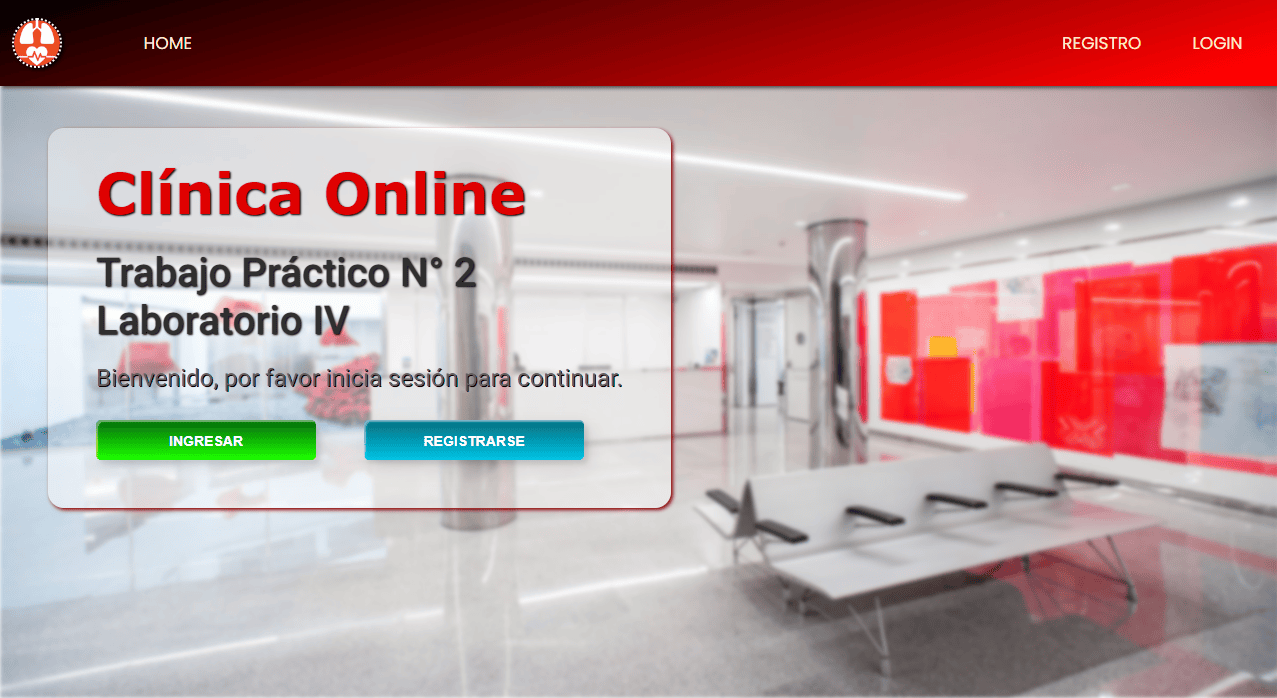 HOME
REGISTRO
LOGIN
Clínica Online
Trabajo Práctico N° 2
Laboratorio IV
Bienvenido, por favor inicia sesión para continuar.
INGRESAR
REGISTRARSE